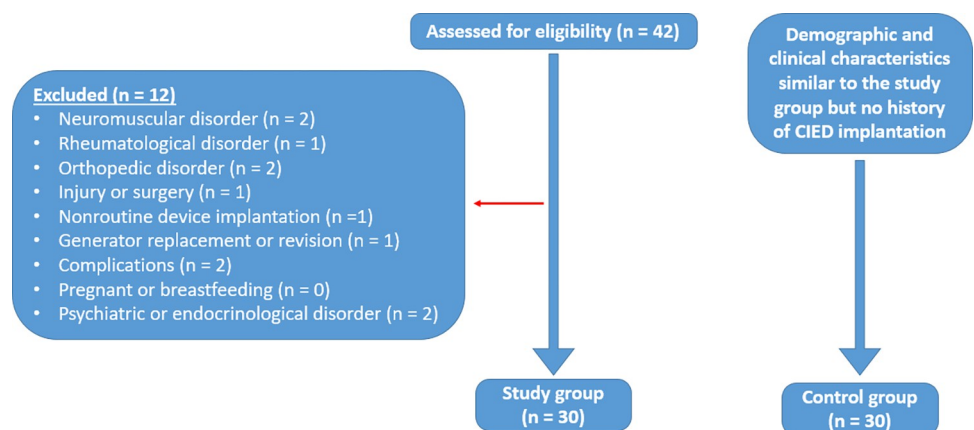 Assessed for eligibility (n = 42)
Demographic and
clinical characteristics
similar to the study
group but no history
of CIED implantation
Excluded (n = 12)
• Neuromuscular disorder (n = 2)
• Rheumatological disorder (n = 1)
• Orthopedic disorder (n = 2)
• Injury or surgery (n = 1)
• Nonroutine device implantation (n =1)
• Generator replacement or revision (n = 1)
• Complications (n = 2)
• Pregnant or breastfeeding (n = 0)
• Psychiatric or endocrinological disorder (n = 2)
Study group
(n = 30)
Control group
(n = 30)